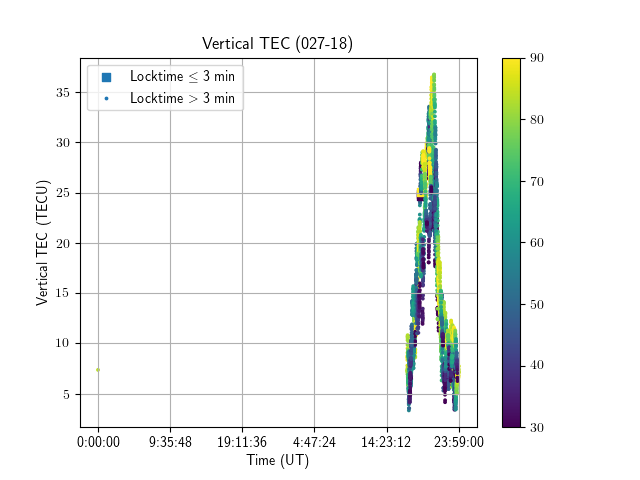 Vertical TEC (027-18)
Locktime ≤ 3 min
Locktime > 3 min
Vertical TEC (TECU)
35
30
25
20
15
10
5
0:00:00 9:35:48 19:11:36 4:47:24 14:23:12 23:59:00
Time (UT)
90
80
70
60
50
40
30